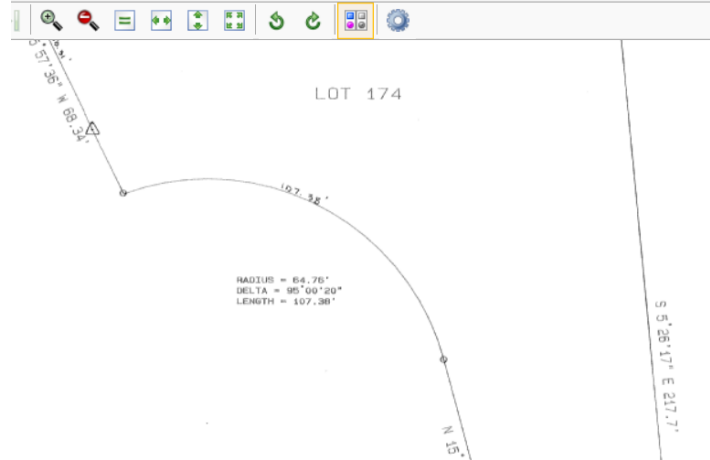 ° 57'36" W 68.34'
LOT 174
107.38'
RADIUS = 64.76'
DELTA = 95°00'20"
LENGTH = 107.38'
S 5°26'17" E 217.7'
N 15°